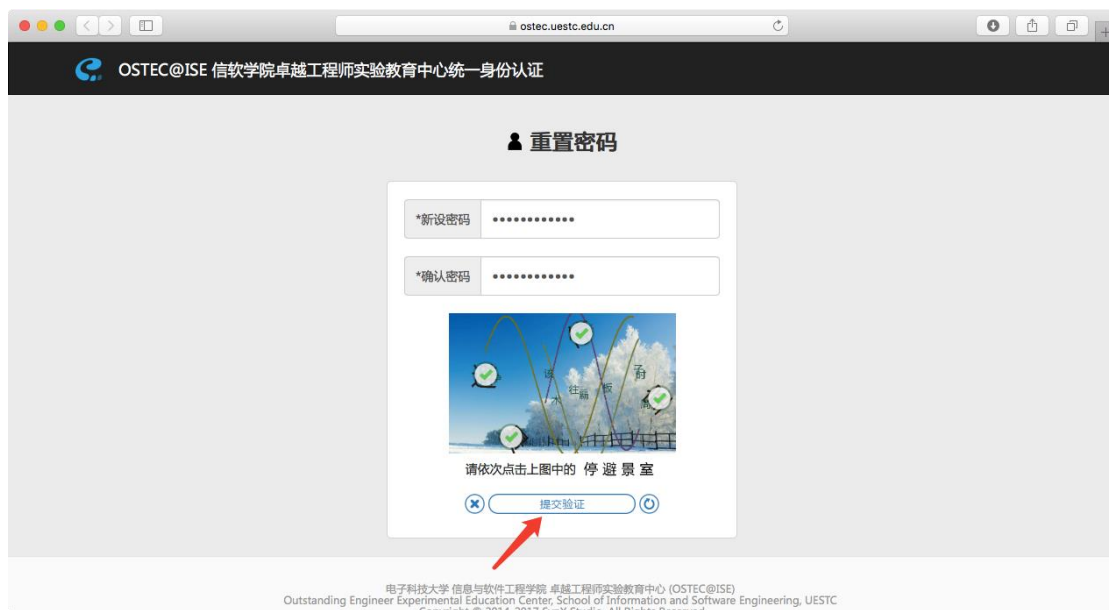 ostec.uestc.edu.cn
OSTEC@ISE 信软学院卓越工程师实验教育中心统一身份认证
重置密码
*新设密码 ••••••••••••
*确认密码 ••••••••••••
往
板
木
请依次点击上图中的 停 避 景 室
提交验证
电子科技大学 信息与软件工程学院 卓越工程师实验教育中心 (OSTEC@ISE)
Outstanding Engineer Experimental Education Center, School of Information and Software Engineering, UESTC